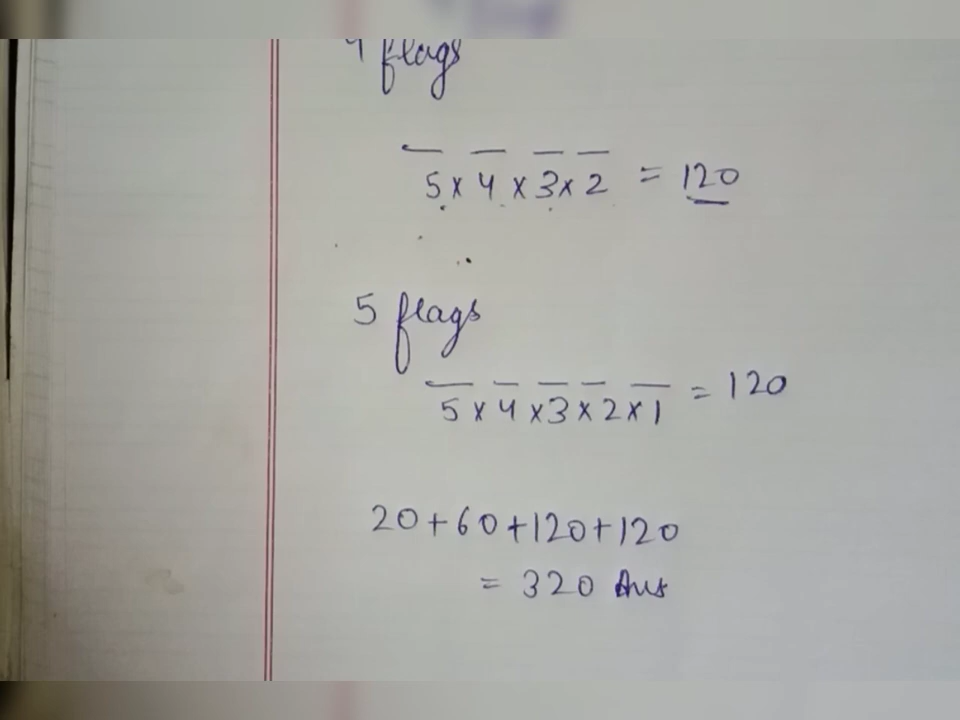 4 flags
5 x 4 x 3 x 2 = 120
5 flags
5 x 4 x 3 x 2 x 1 = 120
20 + 60 + 120 + 120
= 320 Ans